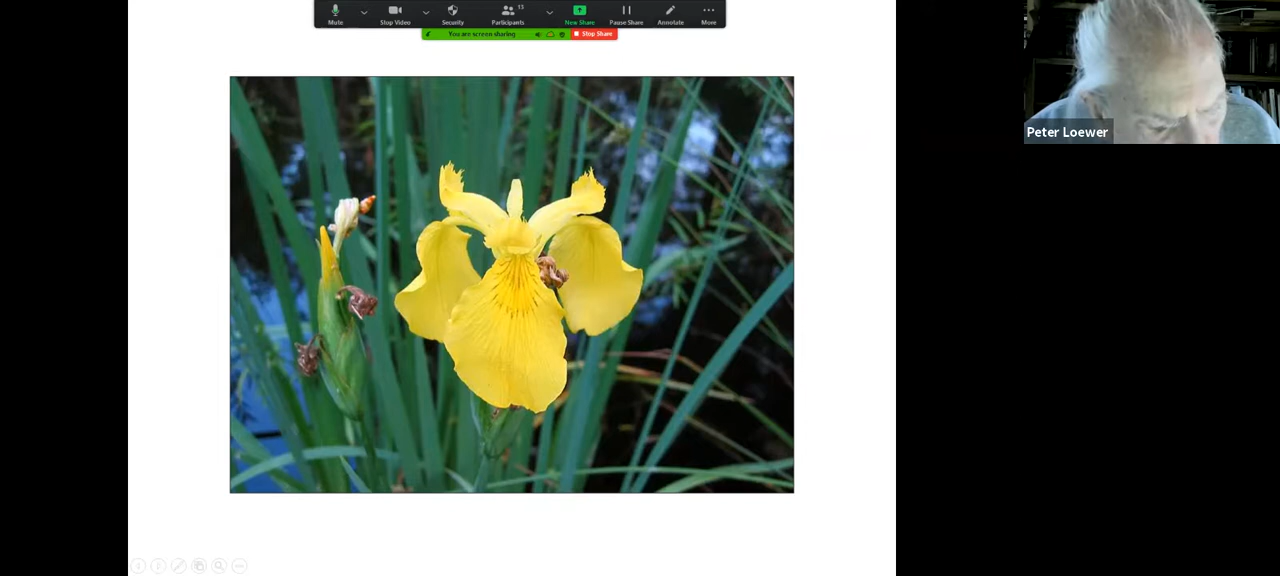 Mute
Stop Video
Security
Participants
13
New Share
Pause Share
Annotate
More
You are screen sharing
Stop Share
Peter Loewer